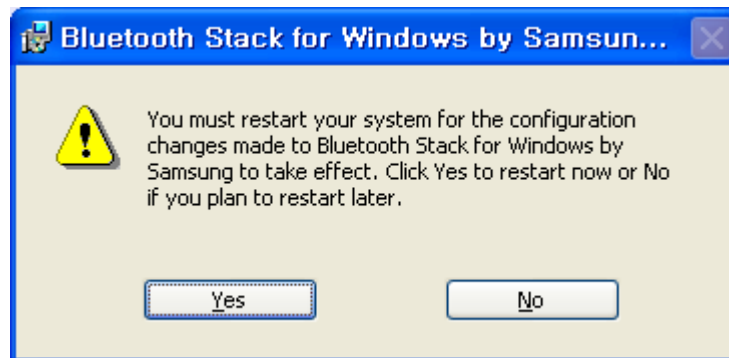 Bluetooth Stack for Windows by Samsun...
You must restart your system for the configuration
changes made to Bluetooth Stack for Windows by
Samsung to take effect. Click Yes to restart now or No
if you plan to restart later.
Yes
No